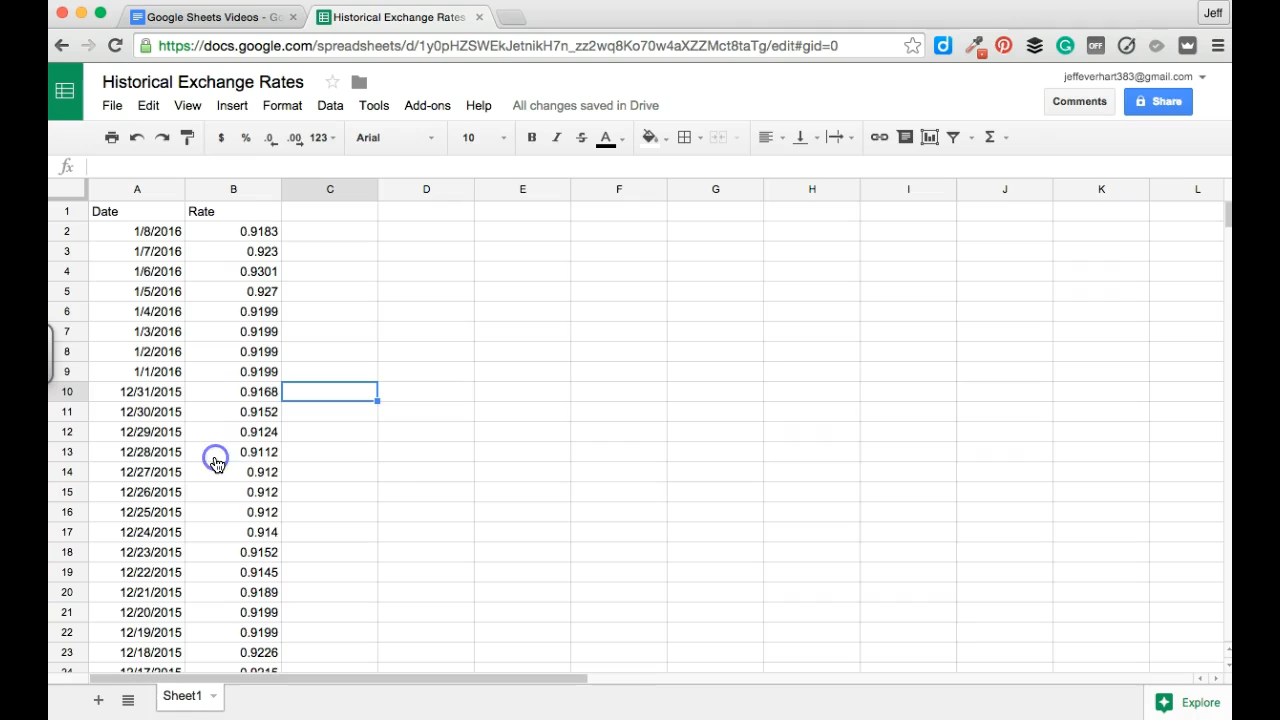 Google Sheets Videos - Go
Historical Exchange Rates
Jeff
https://docs.google.com/spreadsheets/d/1y0pHZSWEkJetnikH7n_zz2wq8Ko70w4aXZZMct8taTg/edit#gid=0
OFF
Historical Exchange Rates
jeffeverhart383@gmail.com
File Edit View Insert Format Data Tools Add-ons Help All changes saved in Drive
Comments Share
$ % .0 .00 123 Arial 10 B I S A Σ
fx
A B C D E F G H I J K L
1 Date Rate
2 1/8/2016 0.9183
3 1/7/2016 0.923
4 1/6/2016 0.9301
5 1/5/2016 0.927
6 1/4/2016 0.9199
7 1/3/2016 0.9199
8 1/2/2016 0.9199
9 1/1/2016 0.9199
10 12/31/2015 0.9168
11 12/30/2015 0.9152
12 12/29/2015 0.9124
13 12/28/2015 0.9112
14 12/27/2015 0.912
15 12/26/2015 0.912
16 12/25/2015 0.912
17 12/24/2015 0.914
18 12/23/2015 0.9152
19 12/22/2015 0.9145
20 12/21/2015 0.9189
21 12/20/2015 0.9199
22 12/19/2015 0.9199
23 12/18/2015 0.9226
24 12/17/2015 0.9215
Sheet1
Explore